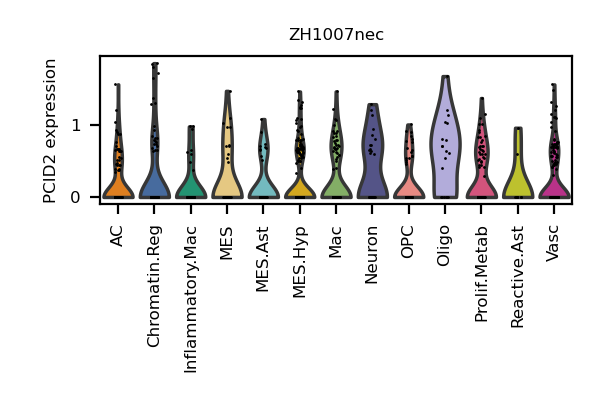 ZH1007nec
PCID2 expression
1
0
AC
Chromatin.Reg
Inflammatory.Mac
MES
MES.Ast
MES.Hyp
Mac
Neuron
OPC
Oligo
Prolif.Metab
Reactive.Ast
Vasc